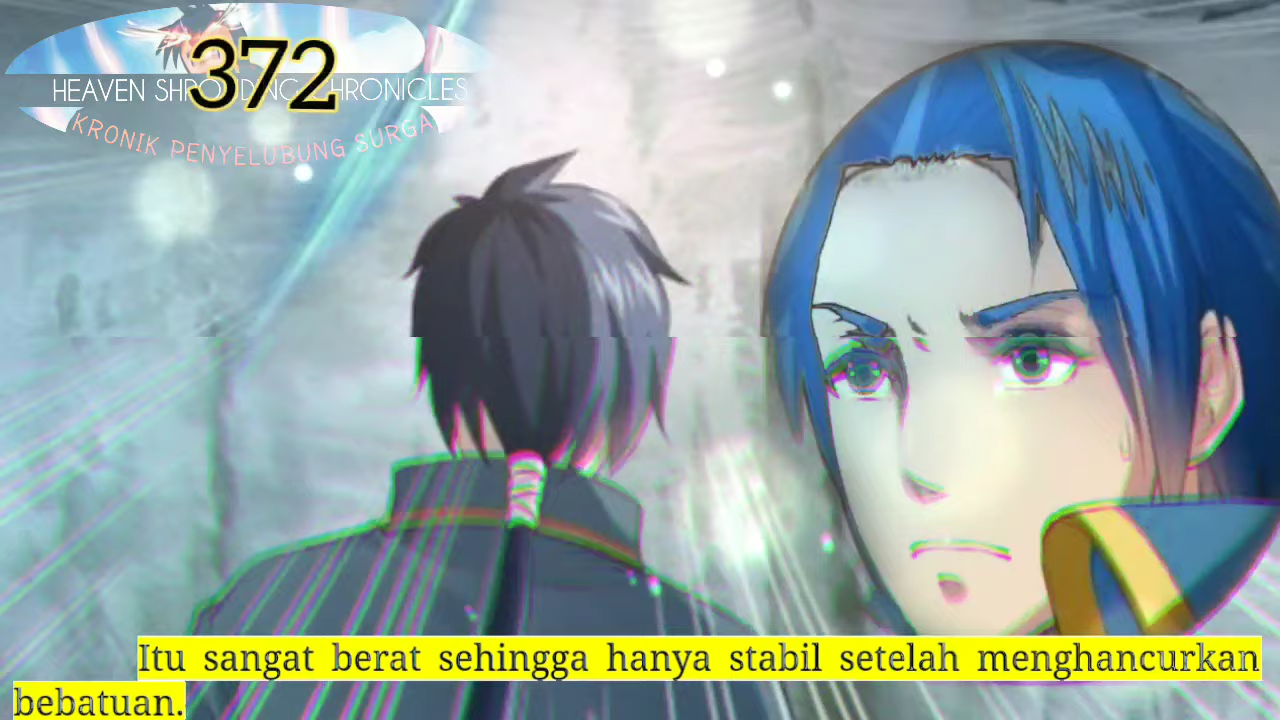 372
HEAVEN SHROUDING CHRONICLES
KRONIK PENYELUBUNG SURGA
Itu sangat berat sehingga hanya stabil setelah menghancurkan
bebatuan.